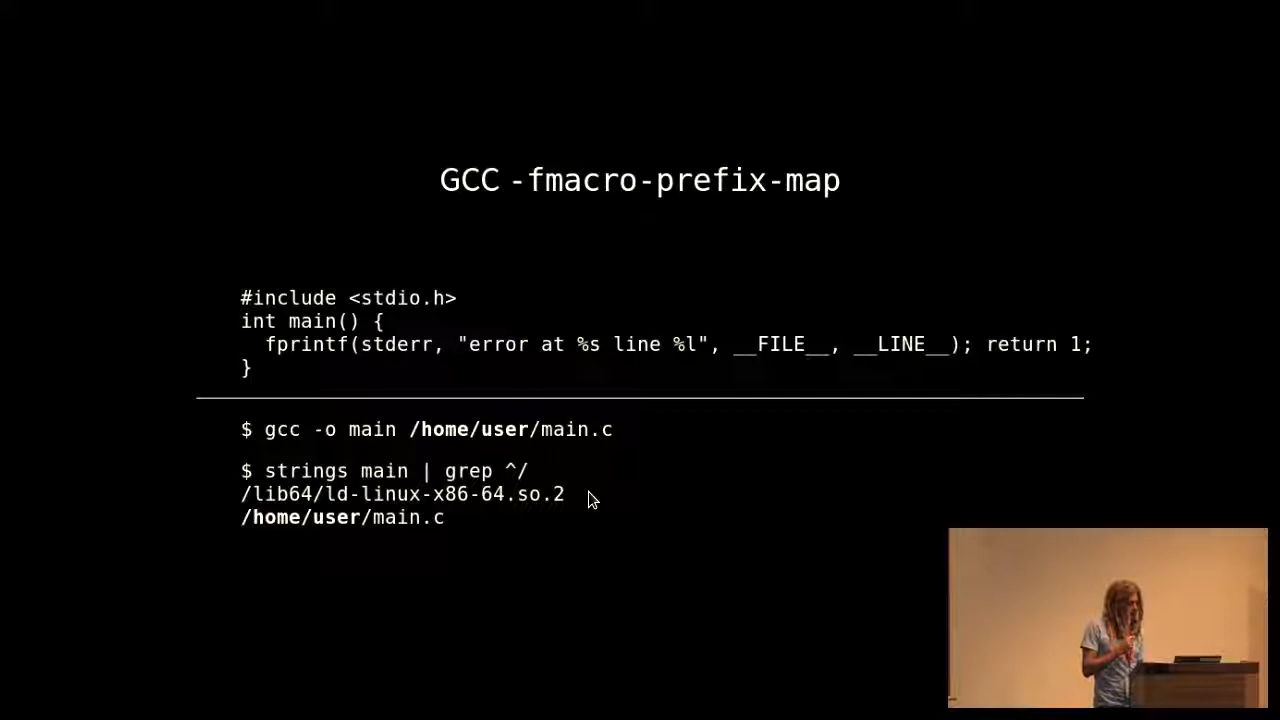 GCC -fmacro-prefix-map
#include <stdio.h>
int main() {
  fprintf(stderr, "error at %s line %l", __FILE__, __LINE__); return 1;
}
$ gcc -o main /home/user/main.c
$ strings main | grep ^/
/lib64/ld-linux-x86-64.so.2
/home/user/main.c